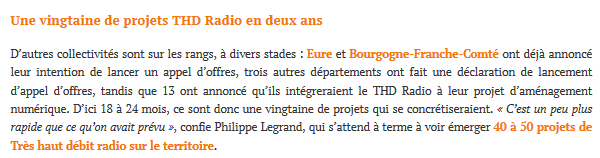 Une vingtaine de projets THD Radio en deux ans
D'autres collectivités sont sur les rangs, à divers stades : Eure et Bourgogne-Franche-Comté ont déjà annoncé
leur intention de lancer un appel d'offres, trois autres départements ont fait une déclaration de lancement
d'appel d'offres, tandis que 13 ont annoncé qu'ils intégreraient le THD Radio à leur projet d'aménagement
numérique. D'ici 18 à 24 mois, ce sont donc une vingtaine de projets qui se concrétiseraient. « C'est un peu plus
rapide que ce qu'on avait prévu », confie Philippe Legrand, qui s'attend à terme à voir émerger 40 à 50 projets de
Très haut débit radio sur le territoire.